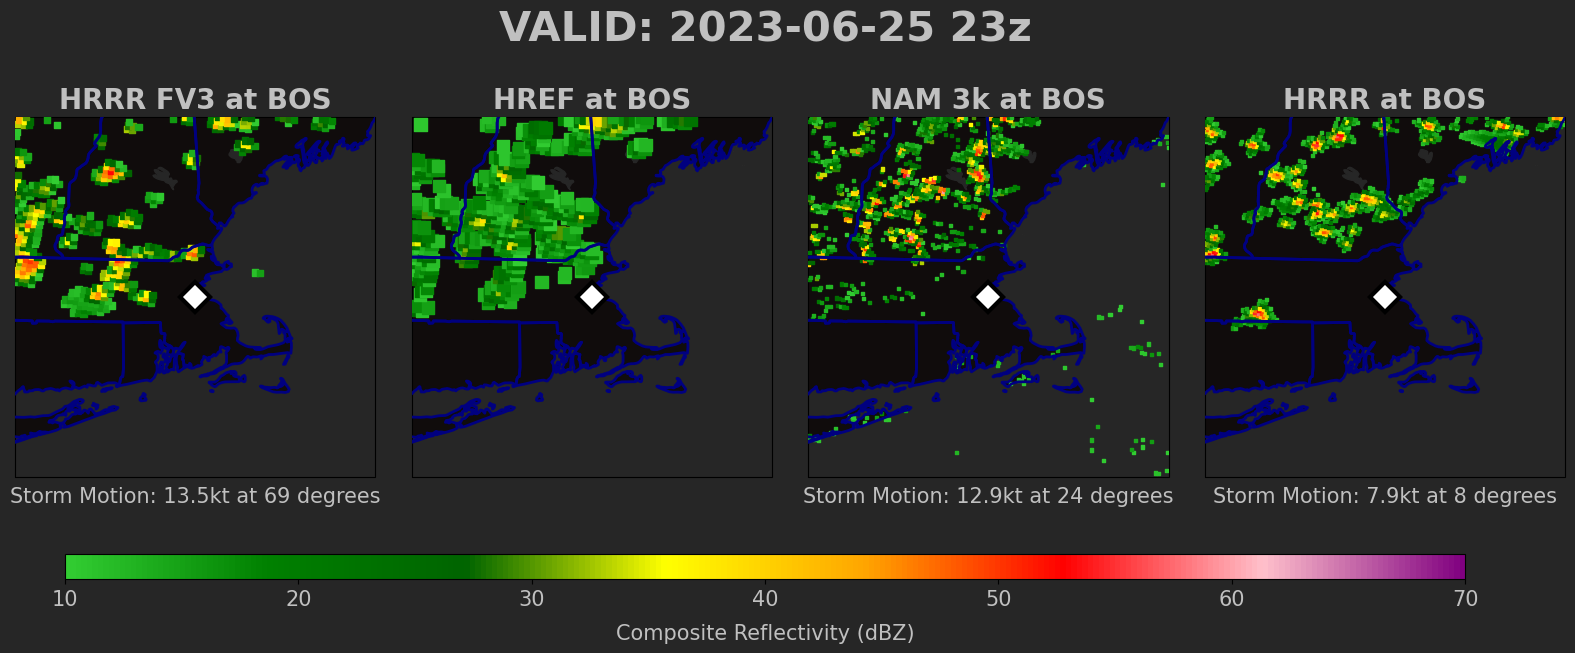 VALID: 2023-06-25 23z
HRRR FV3 at BOS
HREF at BOS
NAM 3k at BOS
HRRR at BOS
Storm Motion: 13.5kt at 69 degrees
Storm Motion: 12.9kt at 24 degrees
Storm Motion: 7.9kt at 8 degrees
10 20 30 40 50 60 70
Composite Reflectivity (dBZ)